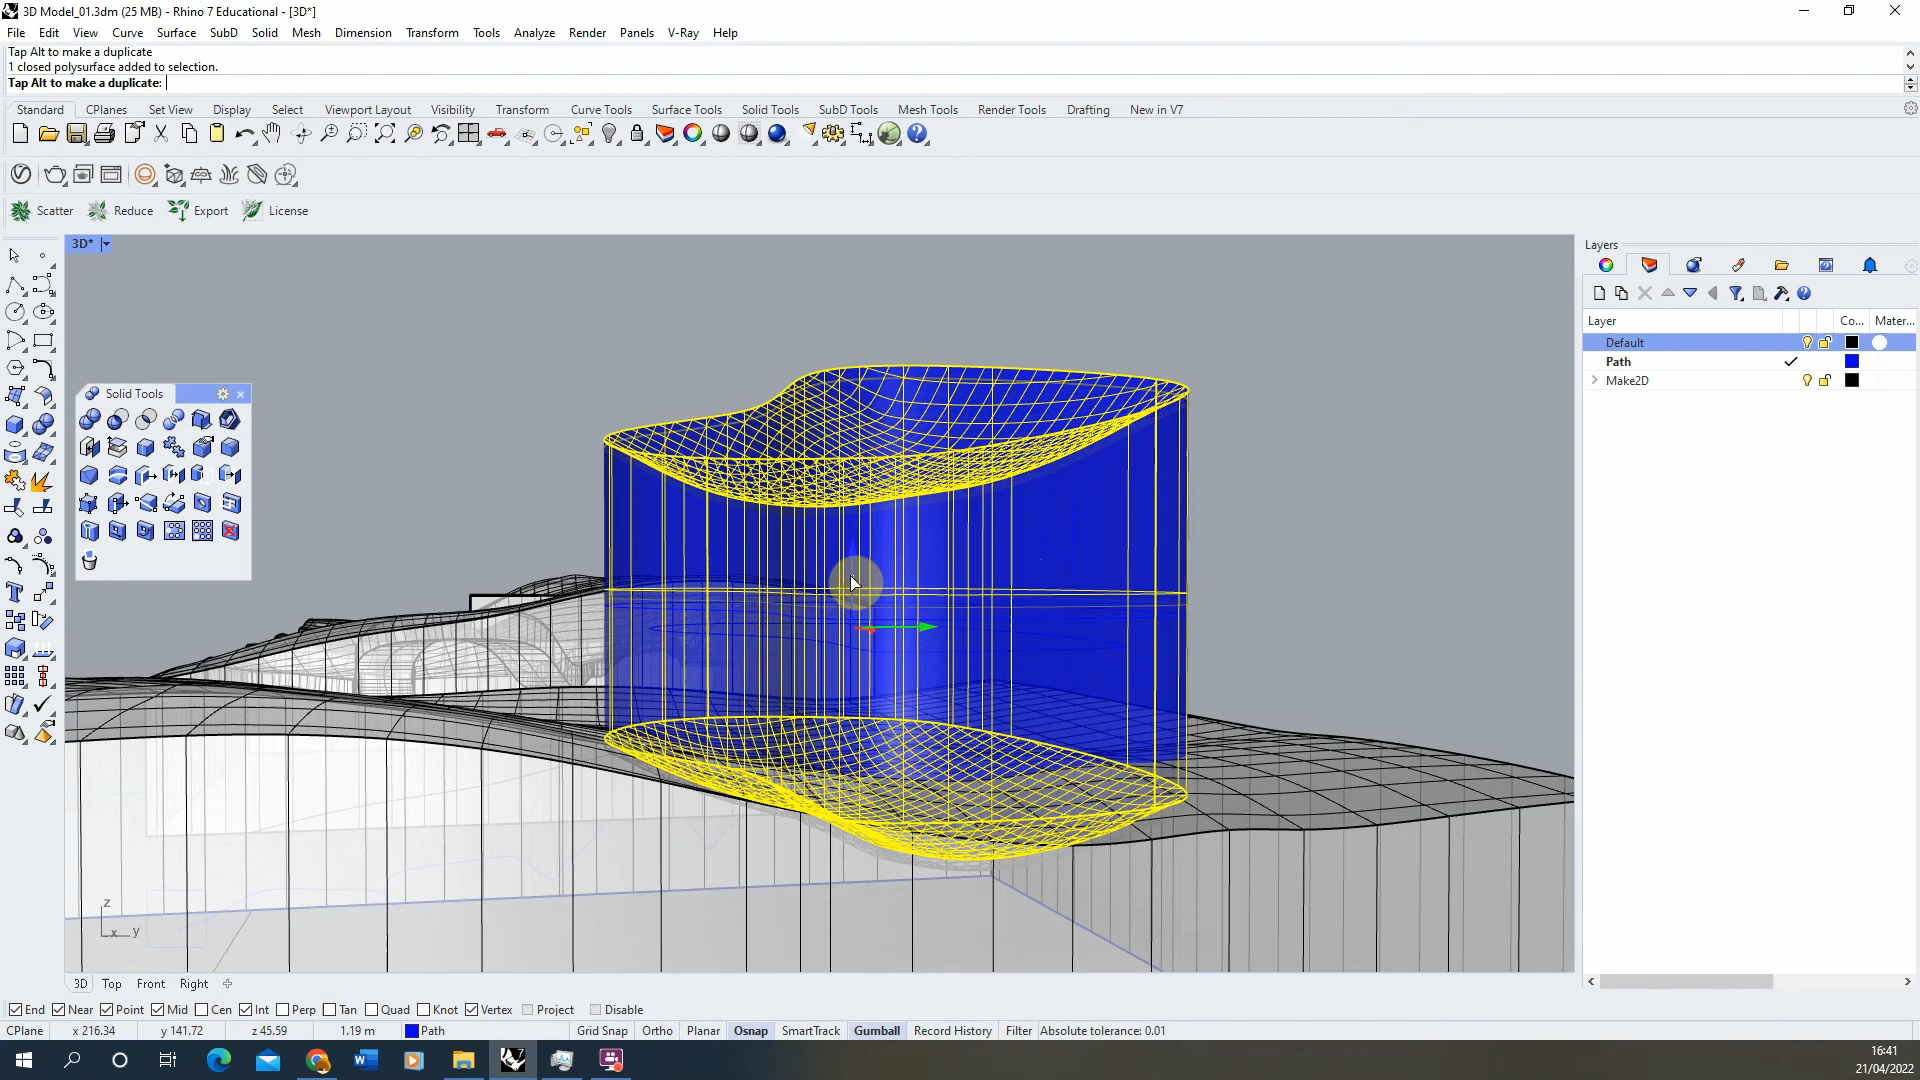 3D Model_01.3dm (25 MB) - Rhino 7 Educational - [3D*]
File Edit View Curve Surface SubD Solid Mesh Dimension Transform Tools Analyze Render Panels V-Ray Help
Tap Alt to make a duplicate
1 closed polysurface added to selection.
Tap Alt to make a duplicate:
Standard CPlanes Set View Display Select Viewport Layout Visibility Transform Curve Tools Surface Tools Solid Tools SubD Tools Mesh Tools Render Tools Drafting New in V7
Scatter Reduce Export License
3D*
Layers
Layer Co... Mater...
Default
Path
Make2D
Solid Tools
z
x y
3D Top Front Right
End Near Point Mid Cen Int Perp Tan Quad Knot Vertex Project Disable
CPlane x 216.34 y 141.72 z 45.59 1.19 m Path Grid Snap Ortho Planar Osnap SmartTrack Gumball Record History Filter Absolute tolerance: 0.01
16:41
21/04/2022